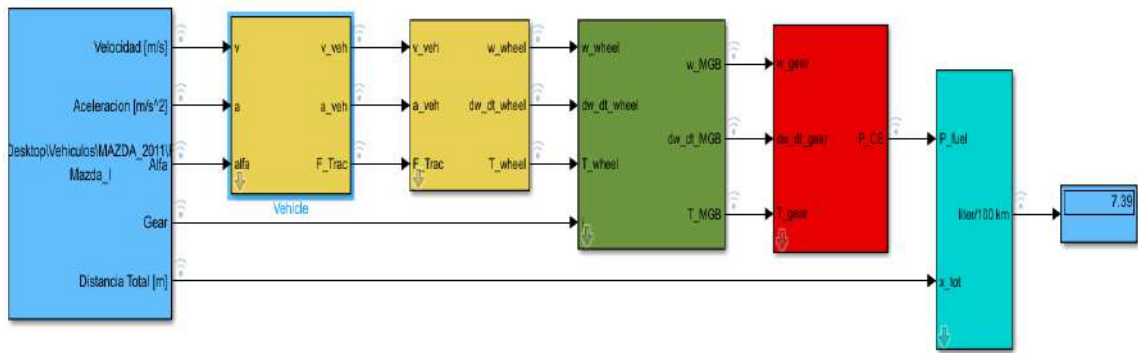 Velocidad [m/s]
Aceleracion [m/s^2]
Desktop\Vehiculos\MAZDA_2011\
Mazda_I
Alfa
Gear
Distancia Total [m]
v
a
alfa
v_veh
a_veh
F_Trac
Vehicle
v_veh
a_veh
F_Trac
w_wheel
dw_dt_wheel
T_wheel
w_wheel
dw_dt_wheel
T_wheel
i
w_MGB
dw_dt_MGB
T_MGB
w_gear
dw_dt_gear
T_gear
P_CE
P_fuel
x_tot
liter/100 km
7.39